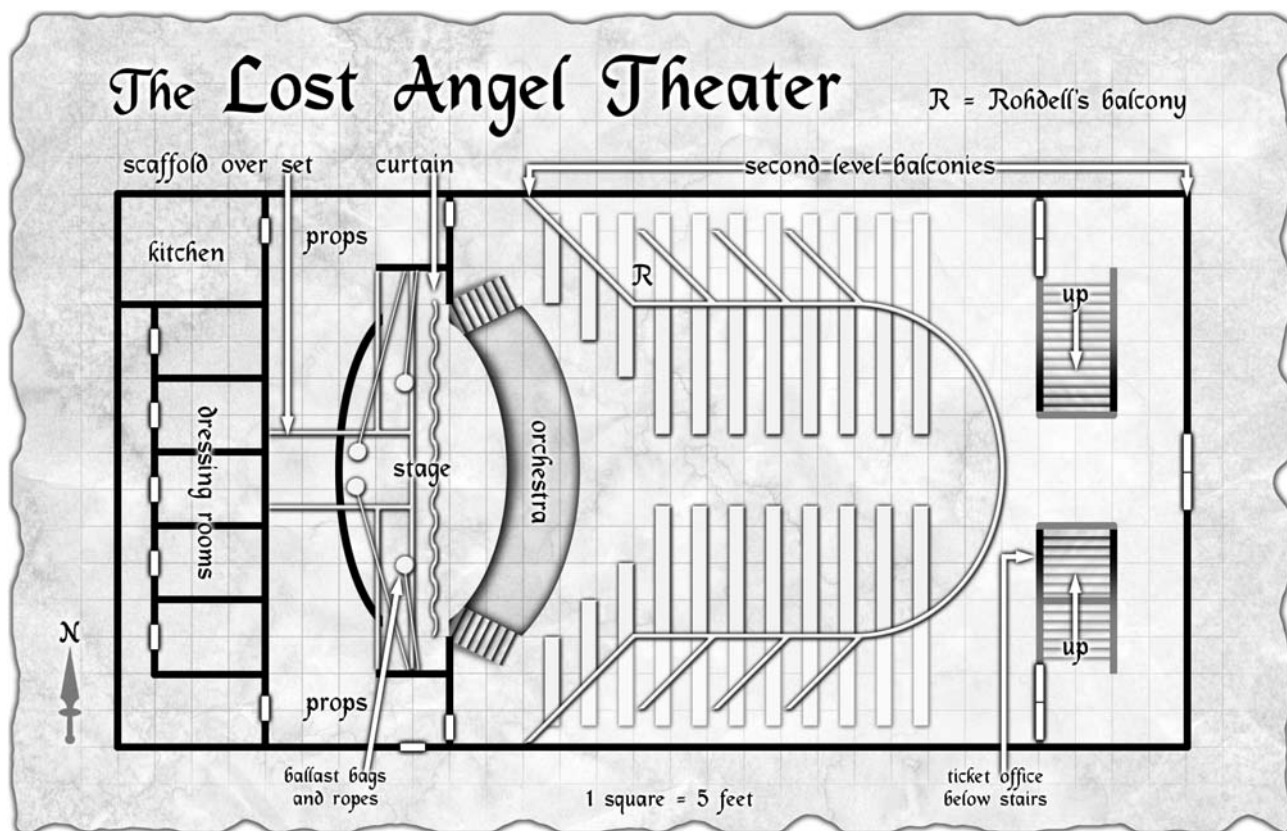 The Lost Angel Theater
R = Rohdell's balcony
scaffold over set
curtain
second level balconies
kitchen
props
R
up
dressing rooms
stage
orchestra
N
up
props
ballast bags
and ropes
1 square = 5 feet
ticket office
below stairs